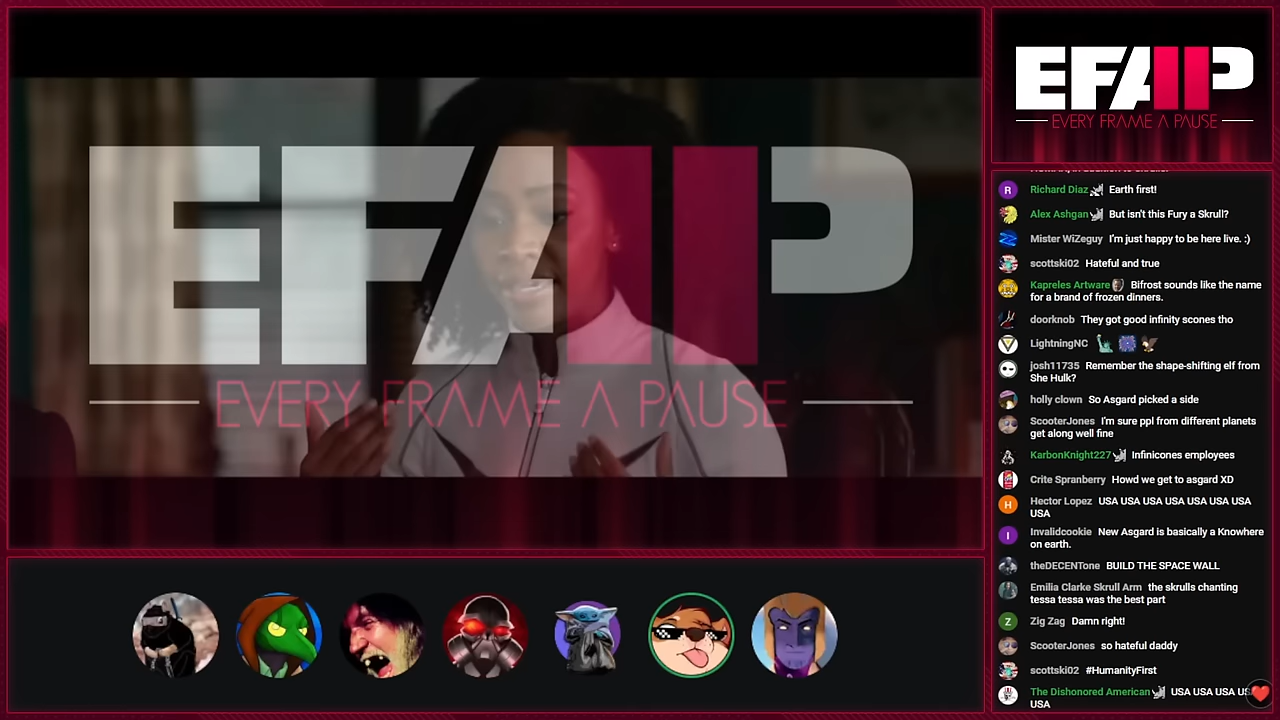 EFAP
EVERY FRAME A PAUSE
EFAP
EVERY FRAME A PAUSE
R
Richard Diaz Earth first!
Alex Ashgan But isn't this Fury a Skrull?
Mister WiZeguy I'm just happy to be here live. :)
scottski02 Hateful and true
Kapreles Artware Bifrost sounds like the name
for a brand of frozen dinners.
doorknob They got good infinity scones tho
LightningNC
josh11735 Remember the shape-shifting elf from
She Hulk?
holly clown So Asgard picked a side
ScooterJones I'm sure ppl from different planets
get along well fine
KarbonKnight227 Infinicones employees
Crite Spranberry Howd we get to asgard XD
H
Hector Lopez USA USA USA USA USA USA USA
USA
I
Invalidcookie New Asgard is basically a Knowhere
on earth.
theDECENTone BUILD THE SPACE WALL
Emilia Clarke Skrull Arm the skrulls chanting
tessa tessa was the best part
Z
Zig Zag Damn right!
ScooterJones so hateful daddy
scottski02 #HumanityFirst
The Dishonored American USA USA USA
USA